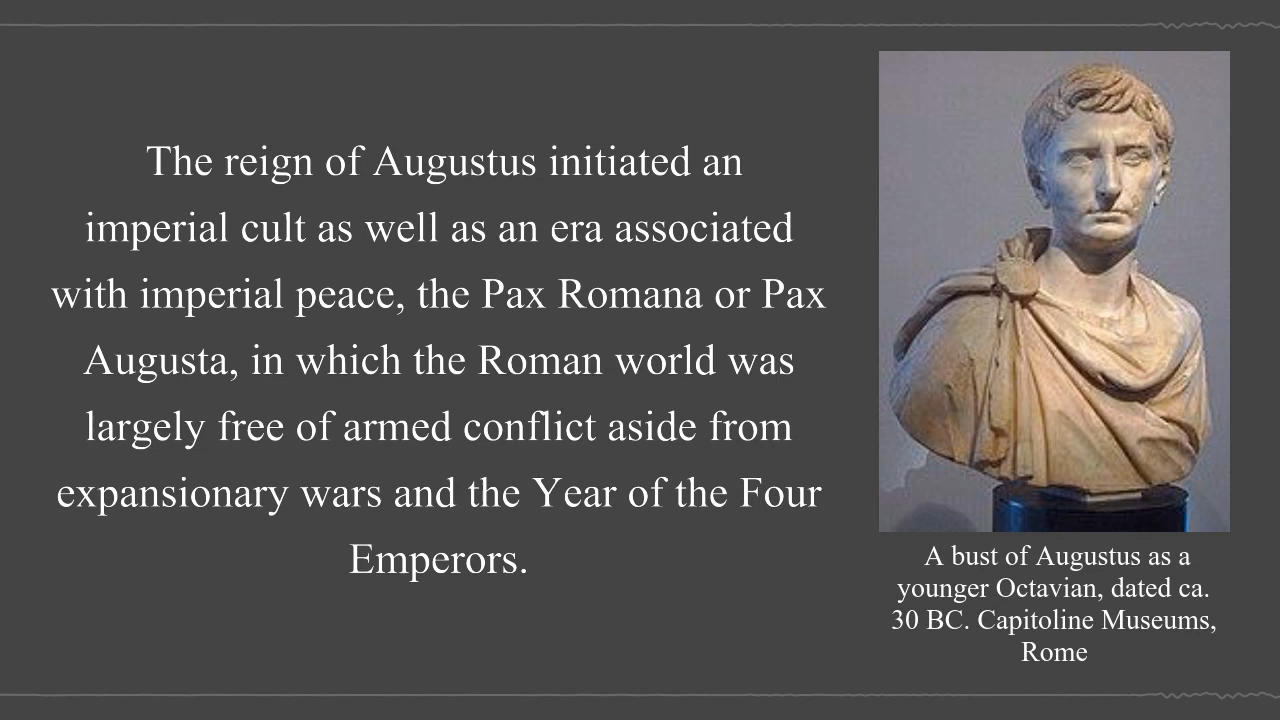 The reign of Augustus initiated an
imperial cult as well as an era associated
with imperial peace, the Pax Romana or Pax
Augusta, in which the Roman world was
largely free of armed conflict aside from
expansionary wars and the Year of the Four
Emperors.
A bust of Augustus as a
younger Octavian, dated ca.
30 BC. Capitoline Museums,
Rome